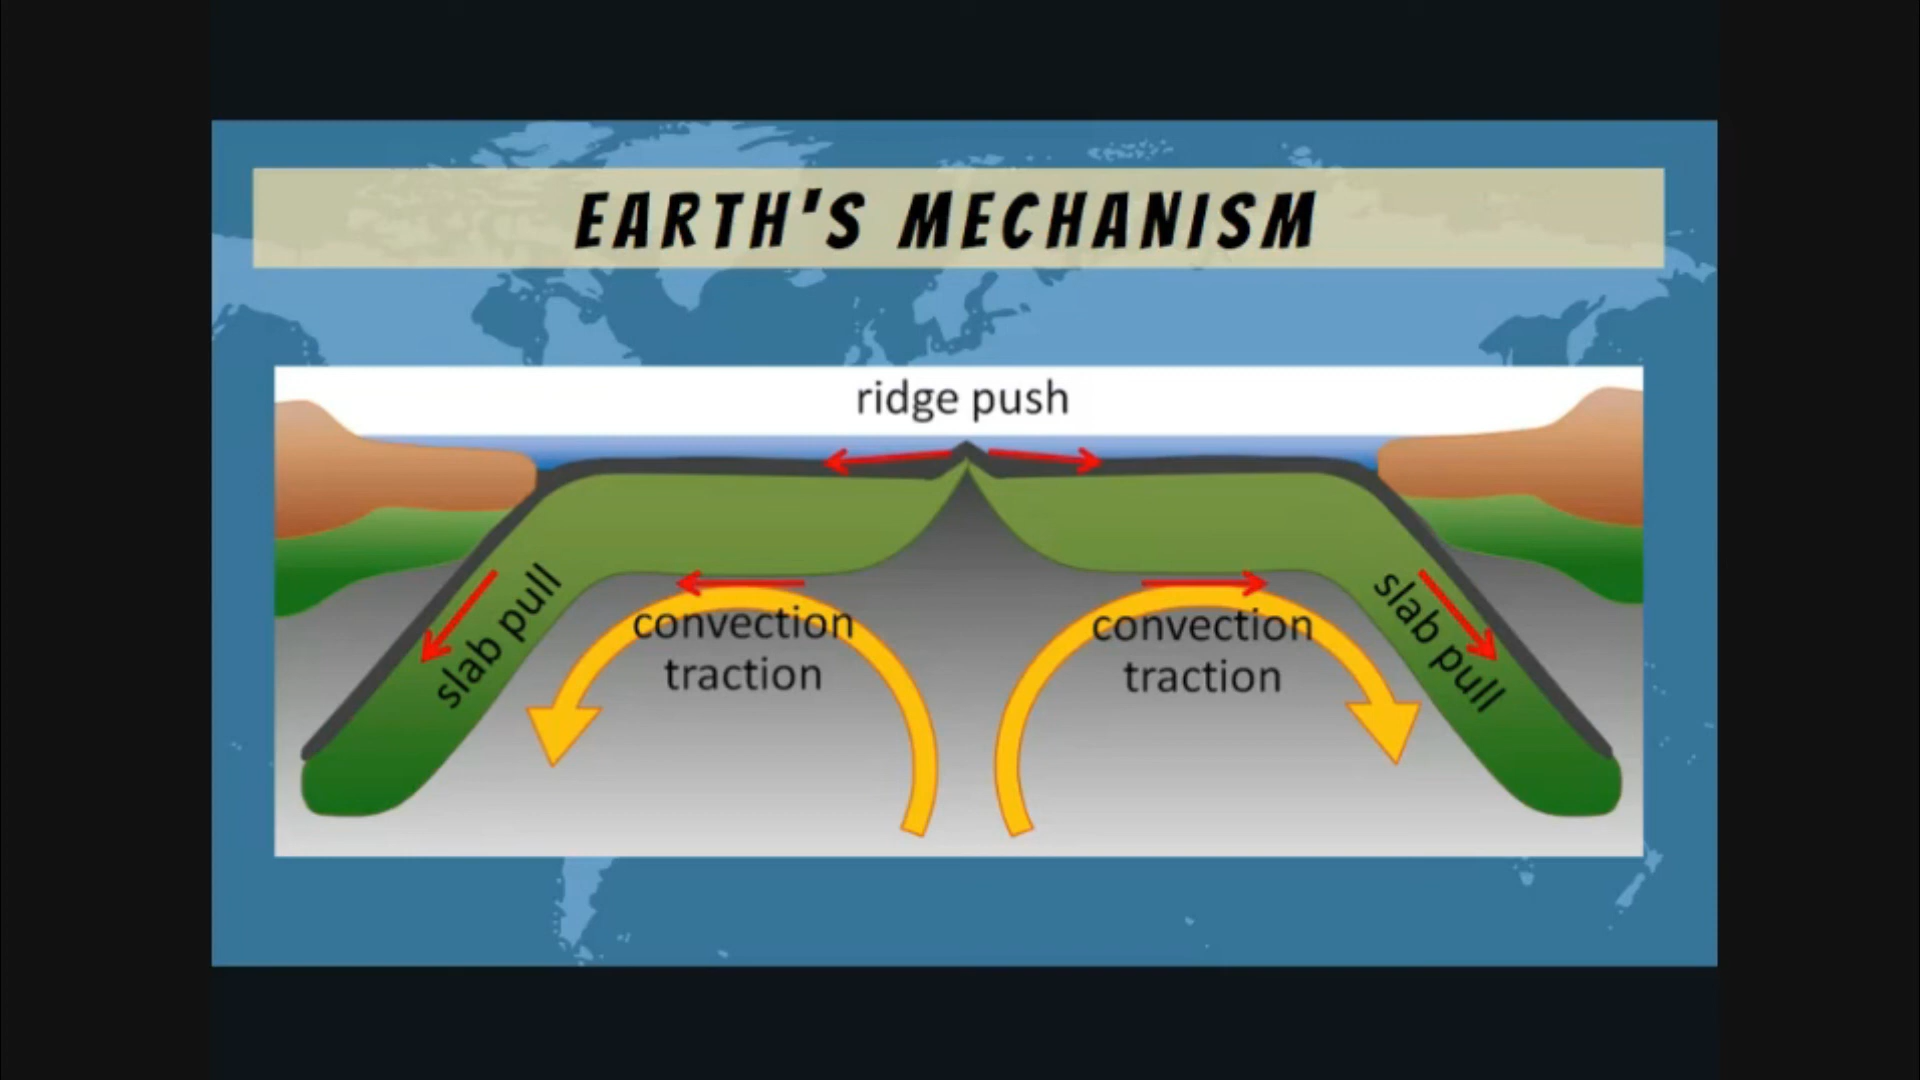 EARTH'S MECHANISM
ridge push
slab pull
convection
traction
convection
traction
slab pull